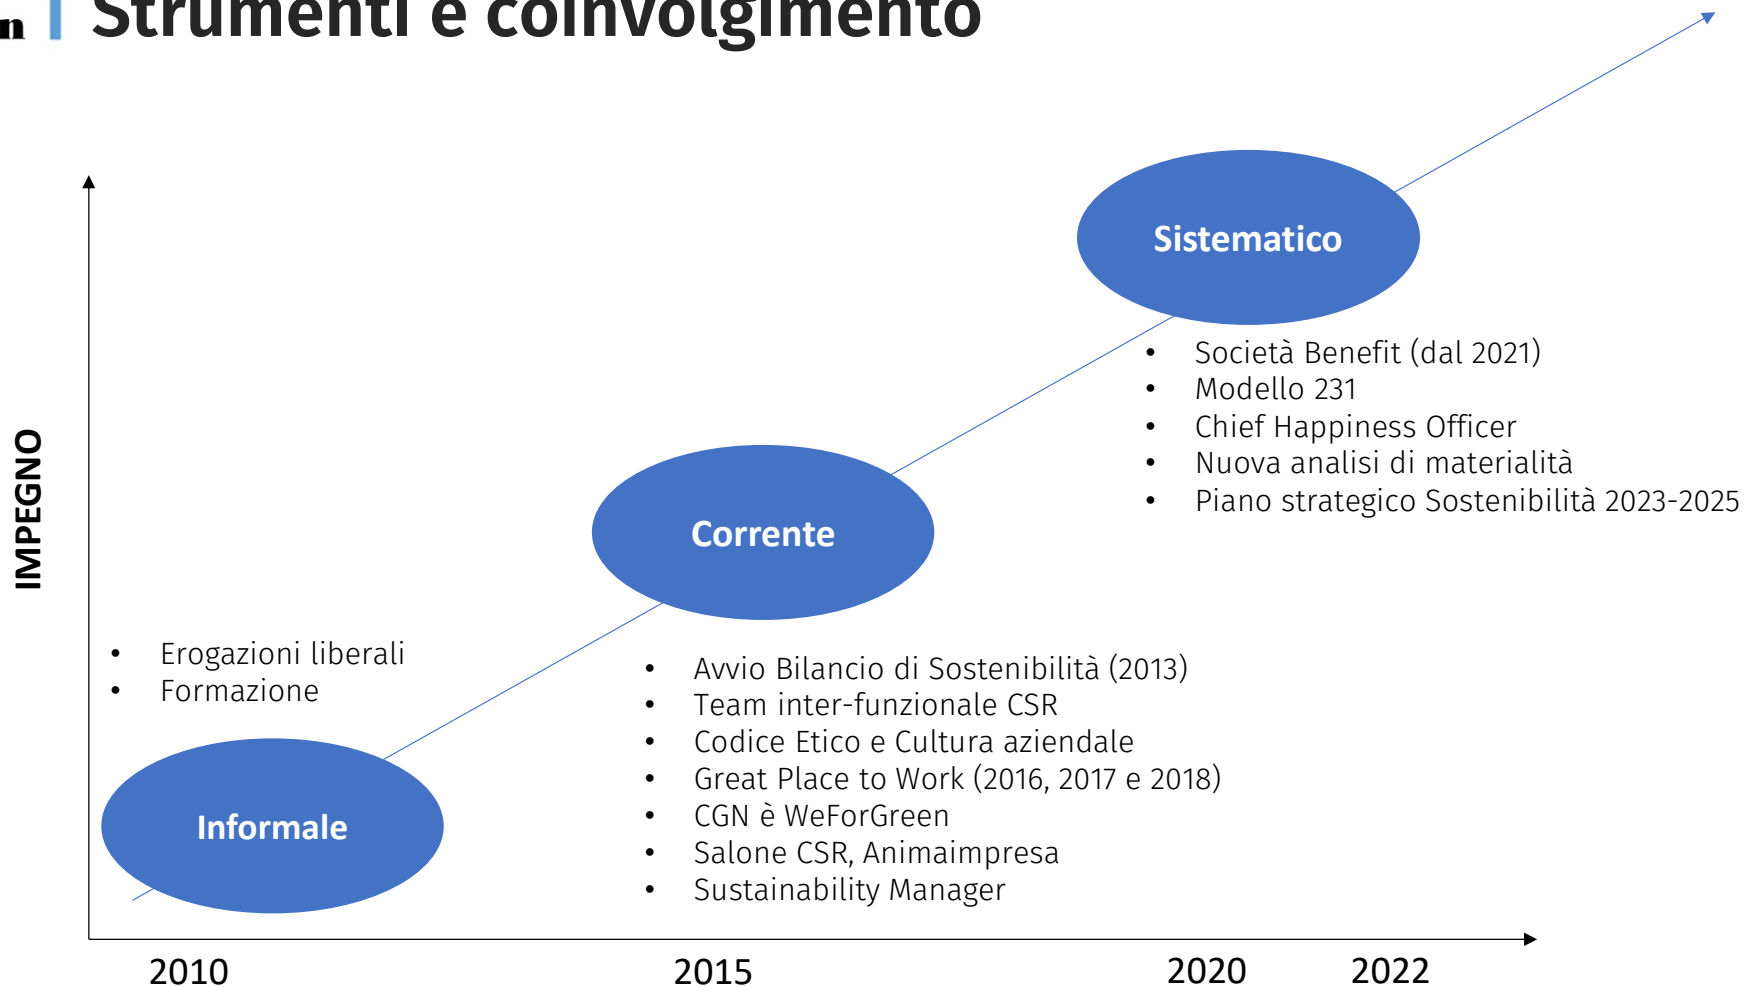 n | Strumenti e coinvolgimento
IMPEGNO
Sistematico
• Società Benefit (dal 2021)
• Modello 231
• Chief Happiness Officer
• Nuova analisi di materialità
• Piano strategico Sostenibilità 2023-2025
Corrente
• Avvio Bilancio di Sostenibilità (2013)
• Team inter-funzionale CSR
• Codice Etico e Cultura aziendale
• Great Place to Work (2016, 2017 e 2018)
• CGN è WeForGreen
• Salone CSR, Animaimpresa
• Sustainability Manager
• Erogazioni liberali
• Formazione
Informale
2010 2015 2020 2022